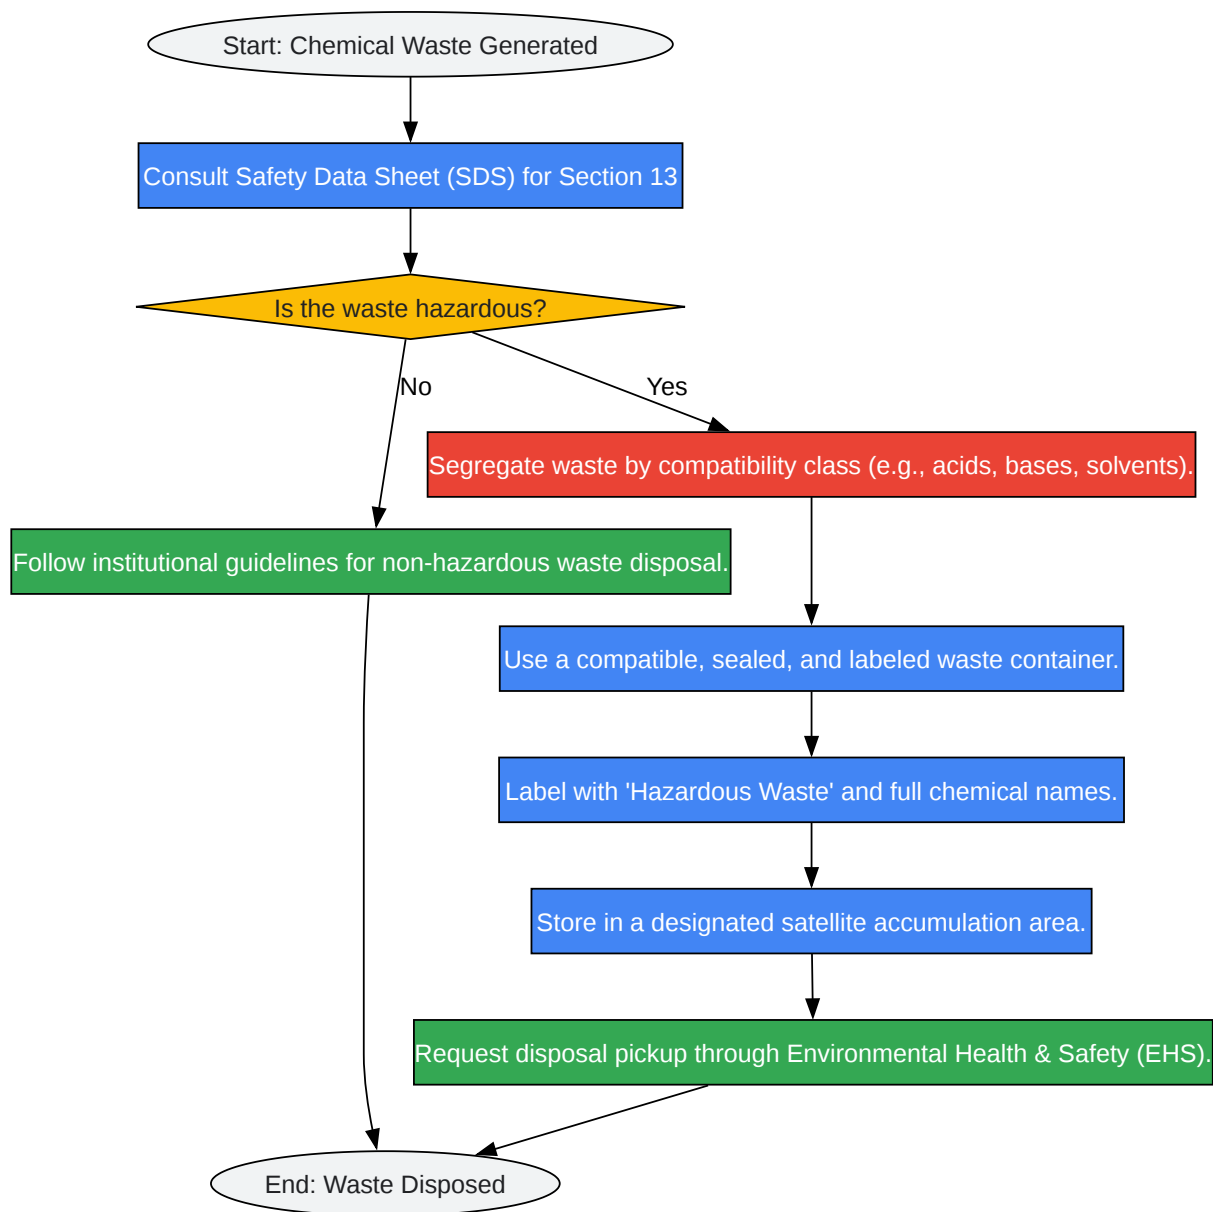 Start: Chemical Waste Generated
Consult Safety Data Sheet (SDS) for Section 13
Is the waste hazardous?
No
Yes
Segregate waste by compatibility class (e.g., acids, bases, solvents).
Follow institutional guidelines for non-hazardous waste disposal.
Use a compatible, sealed, and labeled waste container.
Label with 'Hazardous Waste' and full chemical names.
Store in a designated satellite accumulation area.
Request disposal pickup through Environmental Health & Safety (EHS).
End: Waste Disposed